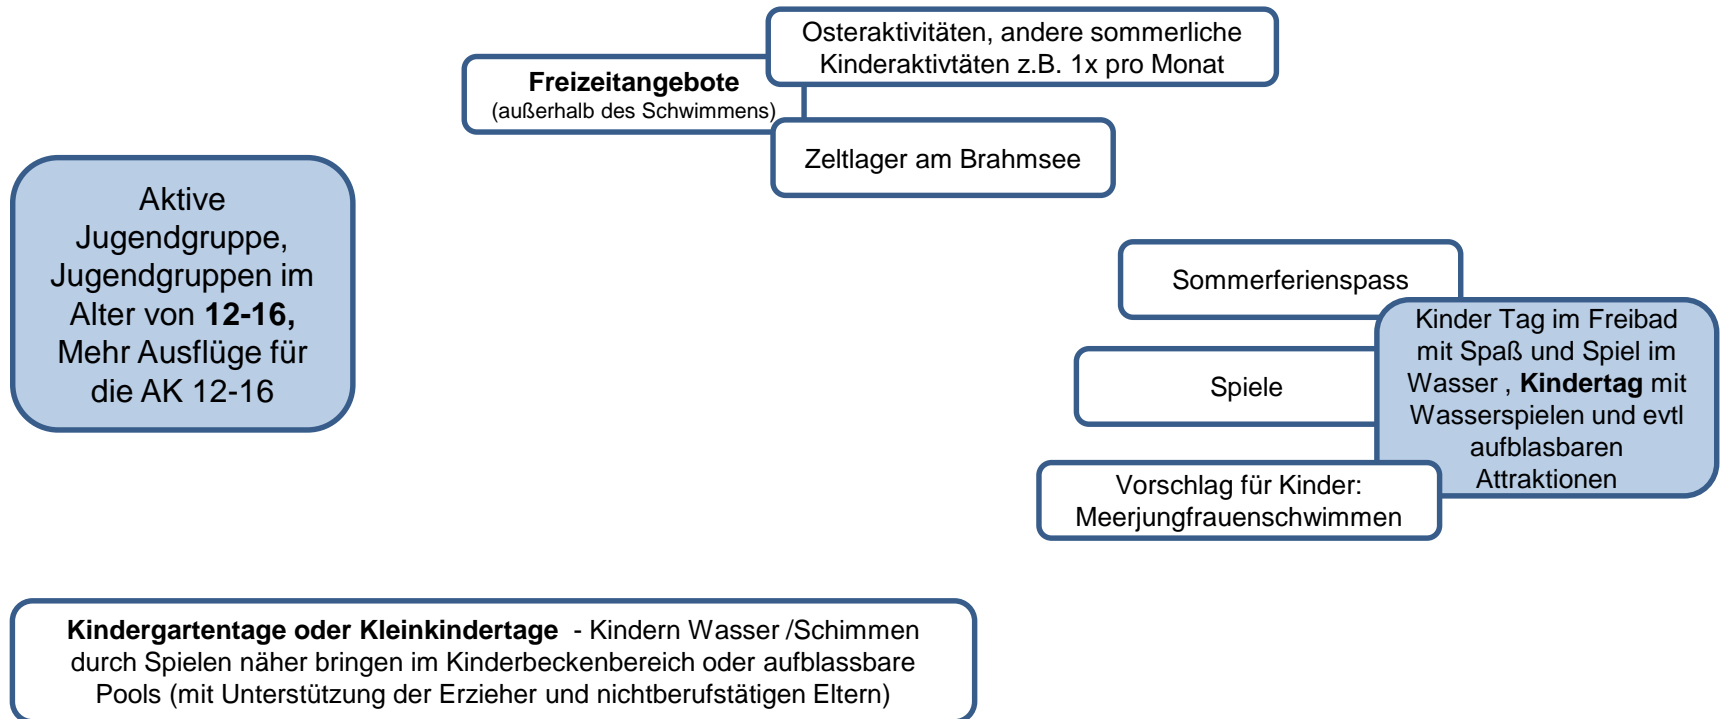 Osteraktivitäten, andere sommerliche
Kinderaktivtäten z.B. 1x pro Monat
Freizeitangebote
(außerhalb des Schwimmens)
Zeltlager am Brahmsee
Aktive
Jugendgruppe,
Jugendgruppen im
Alter von 12-16,
Mehr Ausflüge für
die AK 12-16
Sommerferienspass
Kinder Tag im Freibad
mit Spaß und Spiel im
Wasser , Kindertag mit
Wasserspielen und evtl
aufblasbaren
Attraktionen
Spiele
Vorschlag für Kinder:
Meerjungfrauenschwimmen
Kindergartentage oder Kleinkindertage - Kindern Wasser /Schimmen
durch Spielen näher bringen im Kinderbeckenbereich oder aufblassbare
Pools (mit Unterstützung der Erzieher und nichtberufstätigen Eltern)